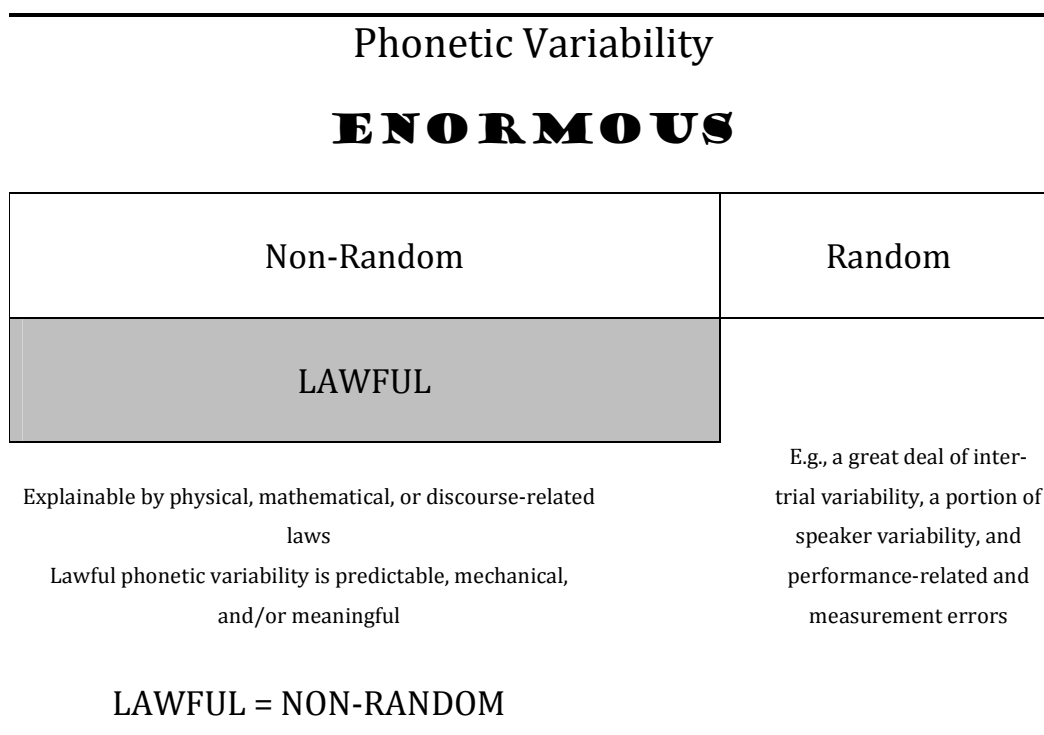 Phonetic Variability
ENORMOUS
Non-Random
Random
LAWFUL
Explainable by physical, mathematical, or discourse-related
laws
Lawful phonetic variability is predictable, mechanical,
and/or meaningful
E.g., a great deal of inter-
trial variability, a portion of
speaker variability, and
performance-related and
measurement errors
LAWFUL = NON-RANDOM